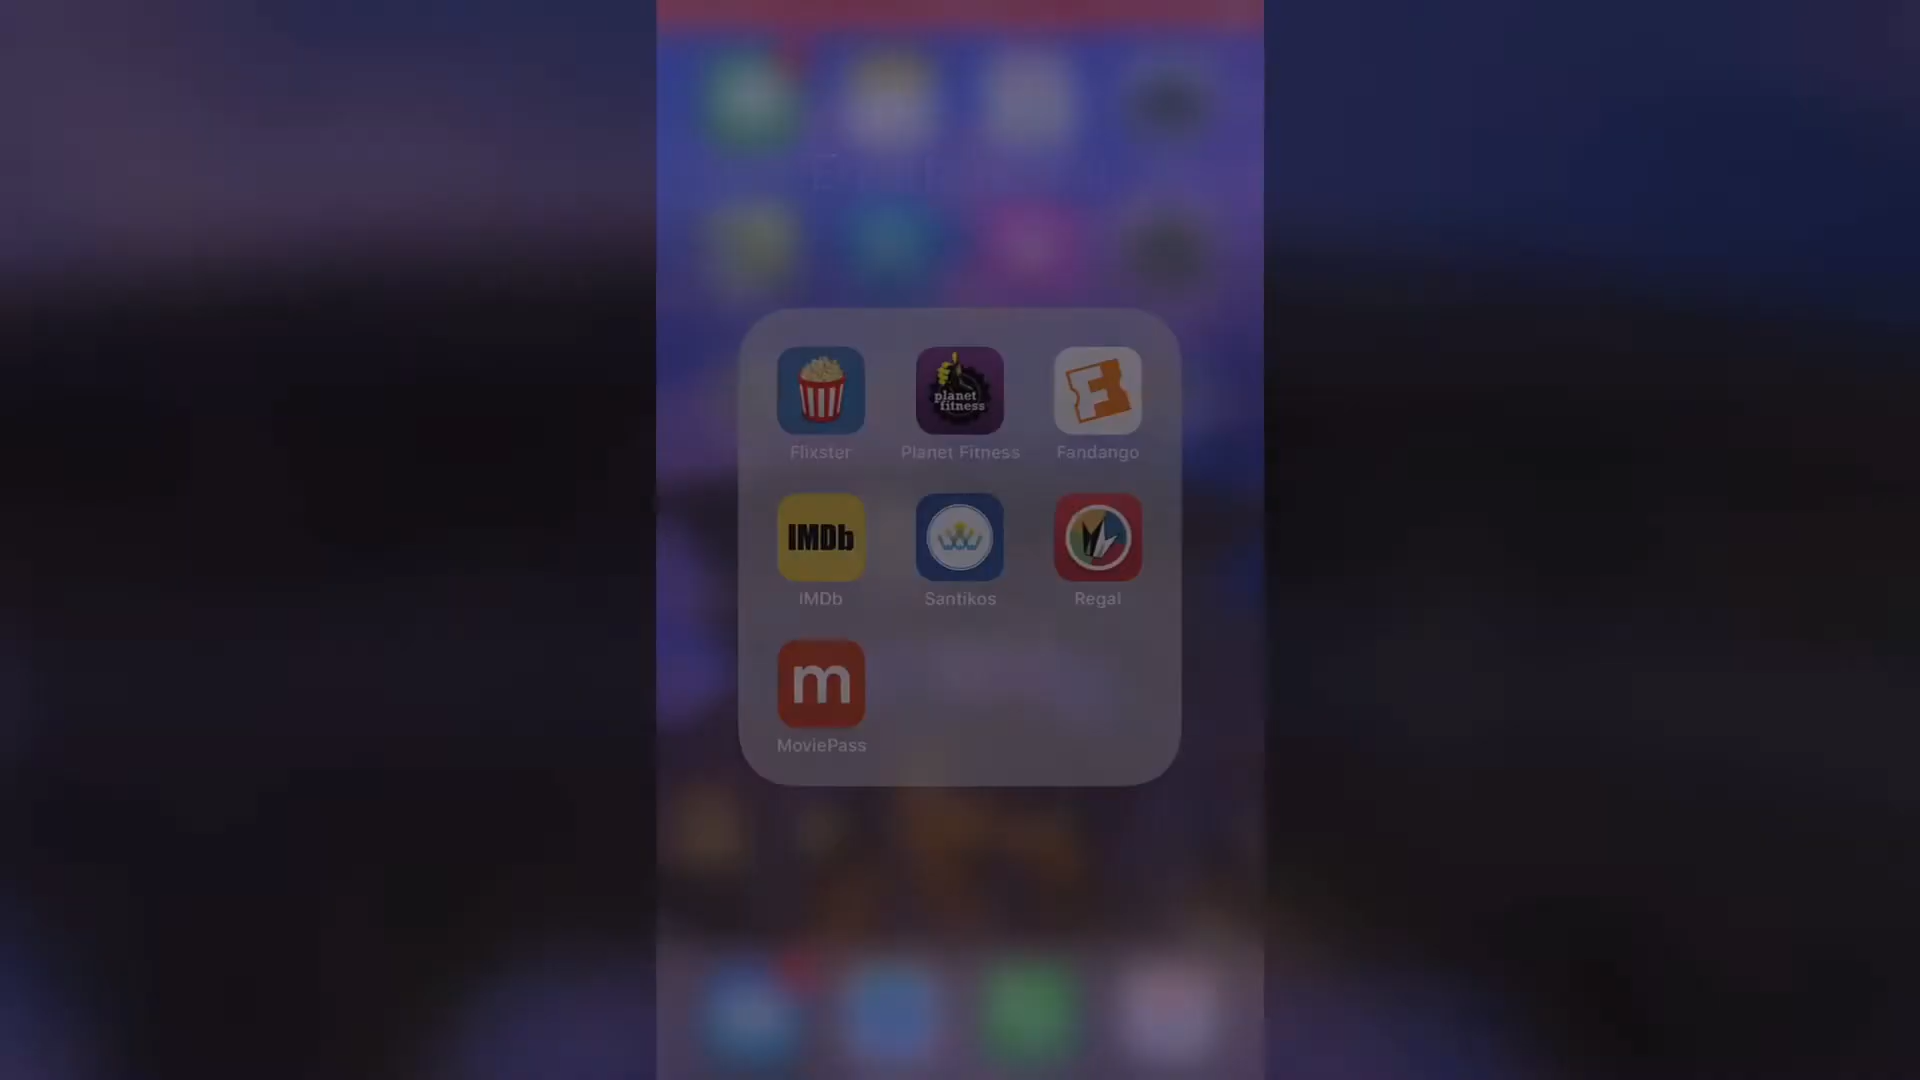 planet
fitness
F
Flixster
Planet Fitness
Fandango
IMDb
IMDb
Santikos
Regal
m
MoviePass